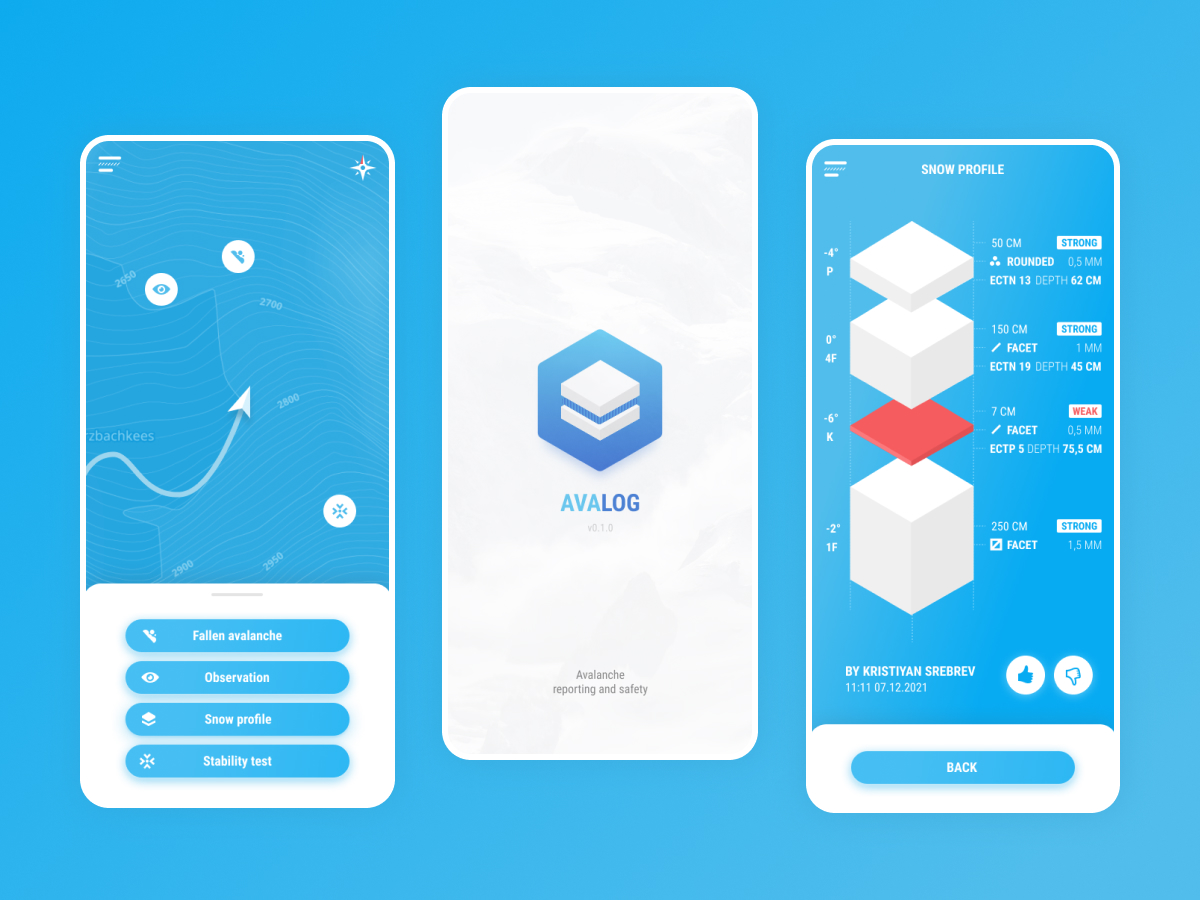 2650
2700
2800
rzbachkees
2900
2950
Fallen avalanche
Observation
Snow profile
Stability test
AVALOG
v0.1.0
Avalanche
reporting and safety
SNOW PROFILE
-4°
P
50 CM STRONG
ROUNDED 0,5 MM
ECTN 13 DEPTH 62 CM
0°
4F
150 CM STRONG
FACET 1 MM
ECTN 19 DEPTH 45 CM
-6°
K
7 CM WEAK
FACET 0,5 MM
ECTP 5 DEPTH 75,5 CM
-2°
1F
250 CM STRONG
FACET 1,5 MM
BY KRISTIYAN SREBREV
11:11 07.12.2021
BACK